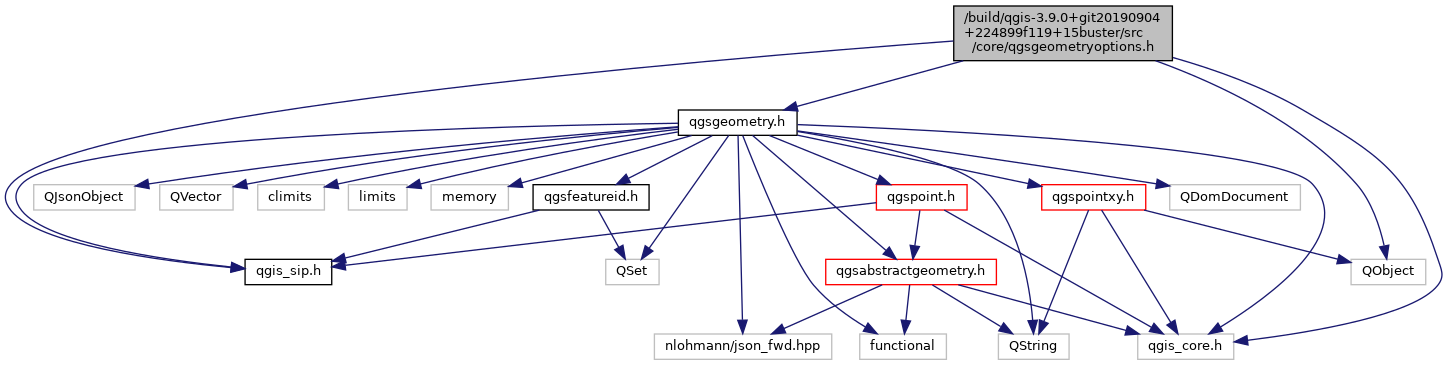 /build/qgis-3.9.0+git20190904
+224899f119+15buster/src
/core/qgsgeometryoptions.h
qgsgeometry.h
QJsonObject
QVector
climits
limits
memory
qgsfeatureid.h
qgspoint.h
qgspointxy.h
QDomDocument
qgis_sip.h
QSet
qgsabstractgeometry.h
QObject
nlohmann/json_fwd.hpp
functional
QString
qgis_core.h